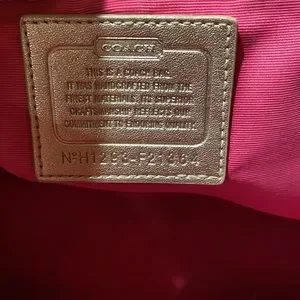 COACH
THIS IS A COACH BAG.
IT WAS HANDCRAFTED FROM THE
FINEST MATERIALS. ITS SUPERIOR
CRAFTSMANSHIP REFLECTS OUR
COMMITMENT TO ENDURING QUALITY.
Nº H1293-F21364